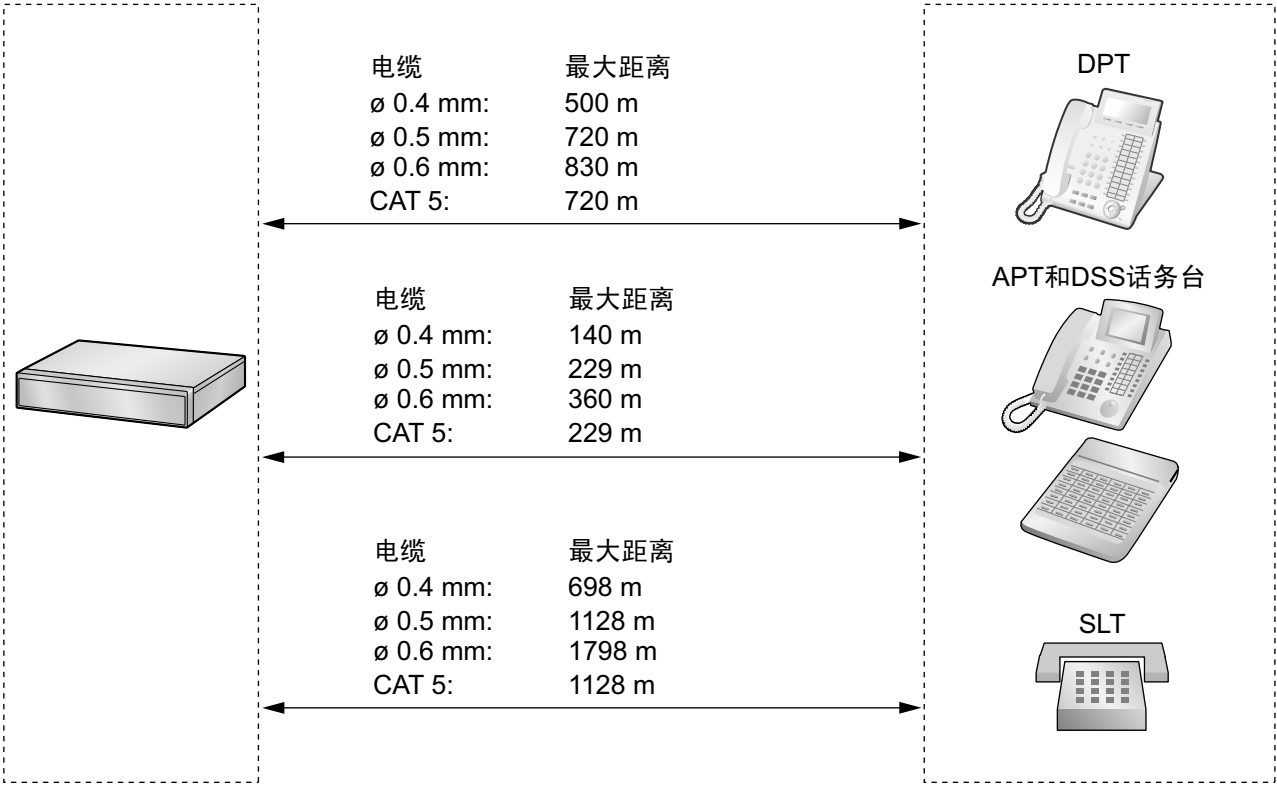 电缆 最大距离
ø 0.4 mm: 500 m
ø 0.5 mm: 720 m
ø 0.6 mm: 830 m
CAT 5: 720 m
DPT
电缆 最大距离
ø 0.4 mm: 140 m
ø 0.5 mm: 229 m
ø 0.6 mm: 360 m
CAT 5: 229 m
APT和DSS话务台
电缆 最大距离
ø 0.4 mm: 698 m
ø 0.5 mm: 1128 m
ø 0.6 mm: 1798 m
CAT 5: 1128 m
SLT